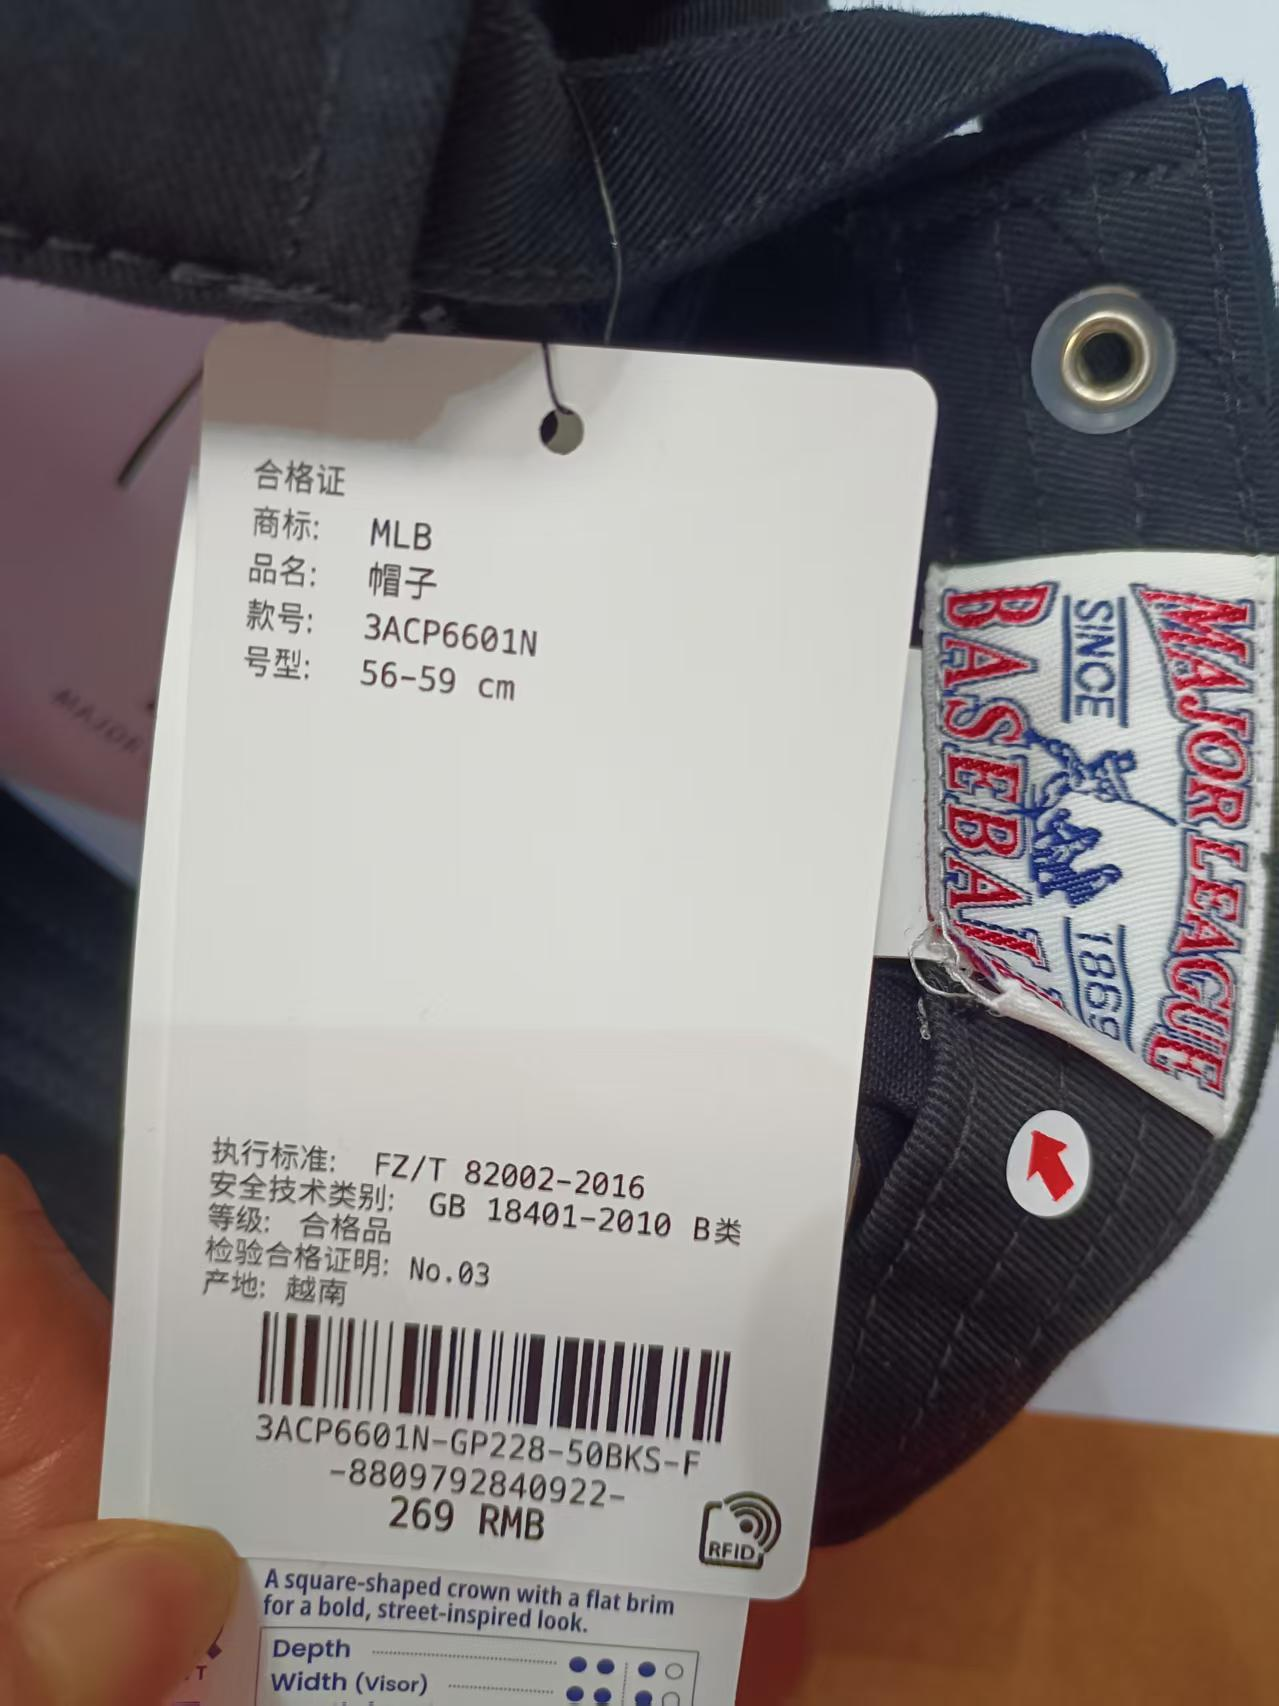 合格证
商标: MLB
品名: 帽子
款号: 3ACP6601N
号型: 56-59 cm
执行标准: FZ/T 82002-2016
安全技术类别: GB 18401-2010 B类
等级: 合格品
检验合格证明: No.03
产地: 越南
3ACP6601N-GP228-50BKS-F
-8809792840922-
269 RMB
RFID
A square-shaped crown with a flat brim
for a bold, street-inspired look.
Depth
Width (Visor)
MAJOR LEAGUE
SINCE 1869
BASEBALL
MAJOR